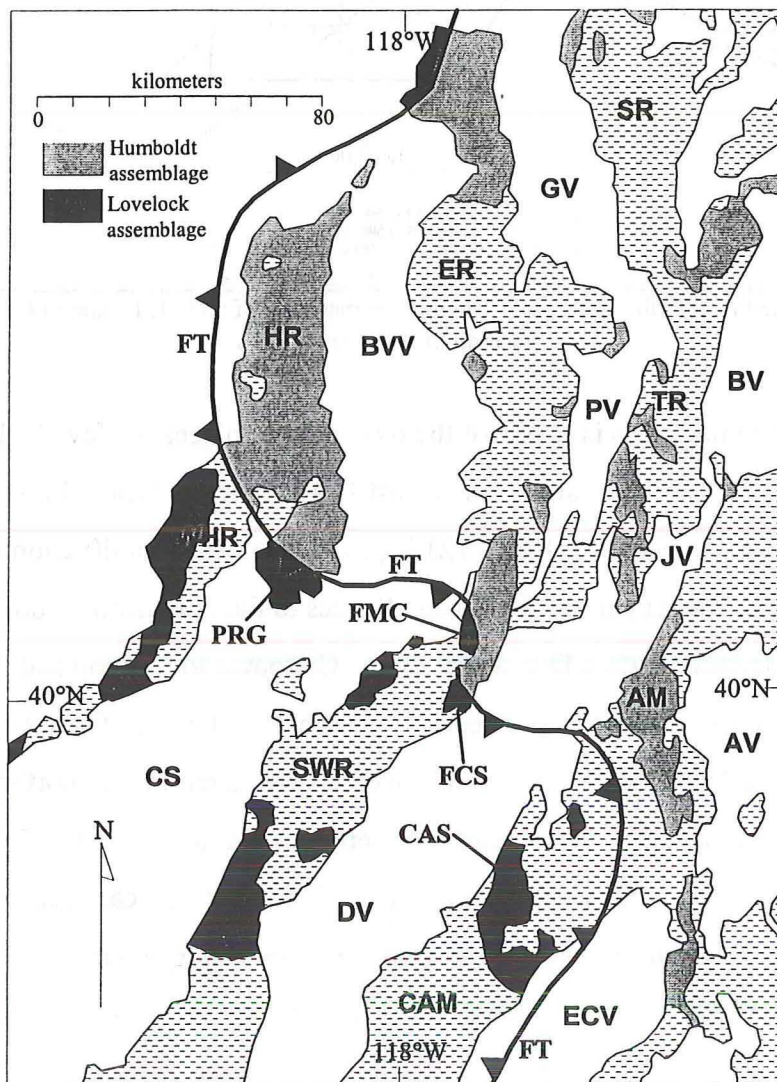 118°W
kilometers
0 80
Humboldt
assemblage
Lovelock
assemblage
SR
GV
ER
FT
HR
BVV
PV
TR
BV
HR
FT
JV
PRG
FMC
40°N
AM
40°N
CS
SWR
FCS
AV
N
CAS
DV
CAM
ECV
118°W
FT